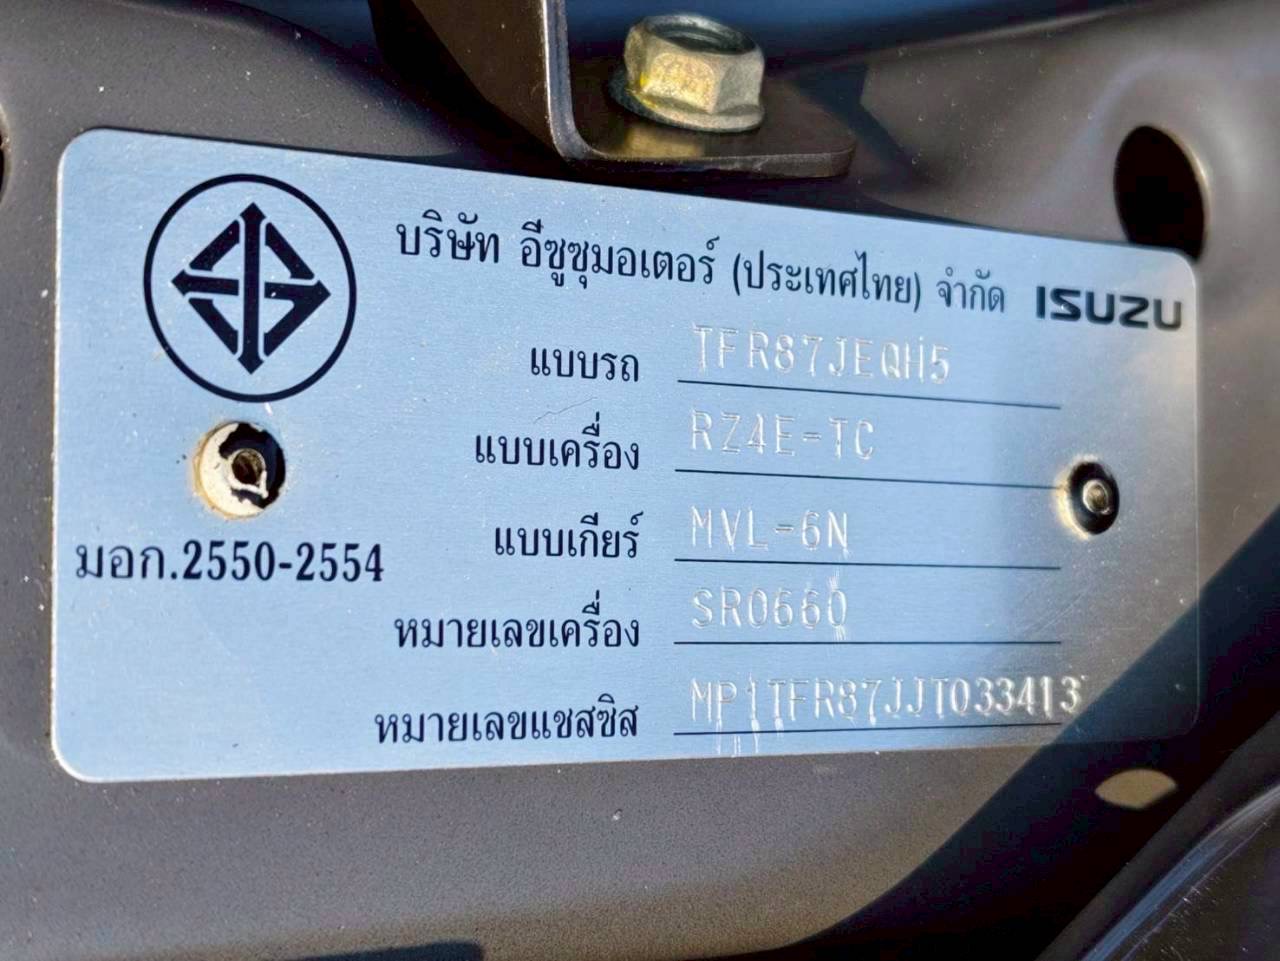 บริษัท อีซูซุมอเตอร์ (ประเทศไทย) จำกัด ISUZU
แบบรถ TFR87JEQH5
แบบเครื่อง RZ4E-TC
แบบเกียร์ MVL-6N
มอก.2550-2554
หมายเลขเครื่อง SR0660
หมายเลขแชสซิส MP1TFR87JJT033413